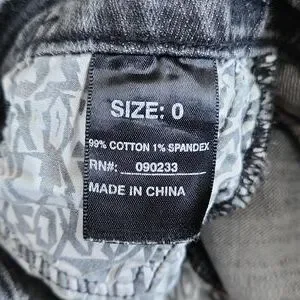 SIZE: 0
99% COTTON 1% SPANDEX
RN#: 090233
MADE IN CHINA